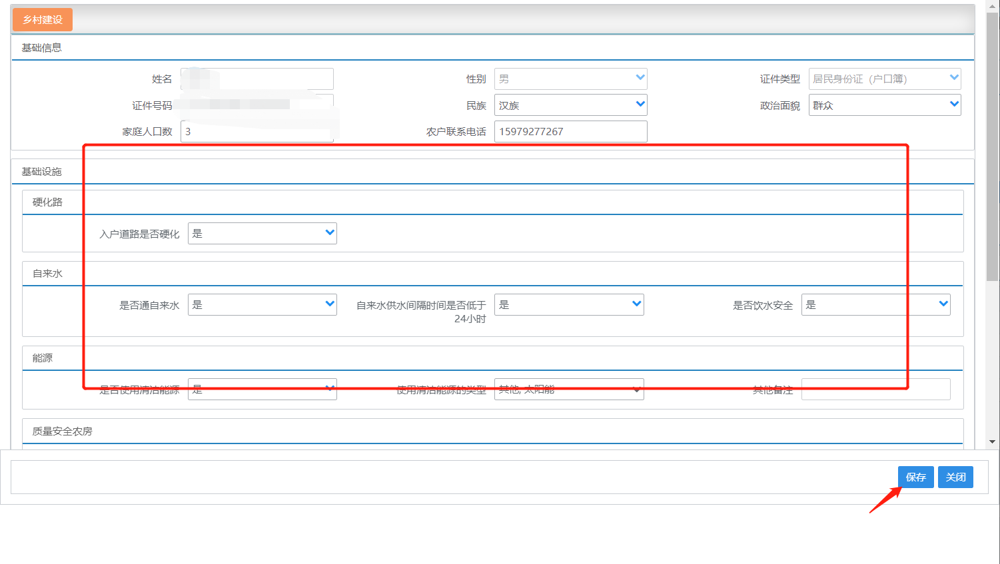 乡村建设
基础信息
姓名 性别 男 证件类型 居民身份证（户口簿）
证件号码 民族 汉族 政治面貌 群众
家庭人口数 3 农户联系电话 15979277267
基础设施
硬化路
入户道路是否硬化 是
自来水
是否通自来水 是 自来水供水间隔时间是否低于 是 是否饮水安全 是
24小时
能源
是否使用清洁能源 是 使用清洁能源的类型 其他, 太阳能 其他备注
质量安全农房
保存 关闭